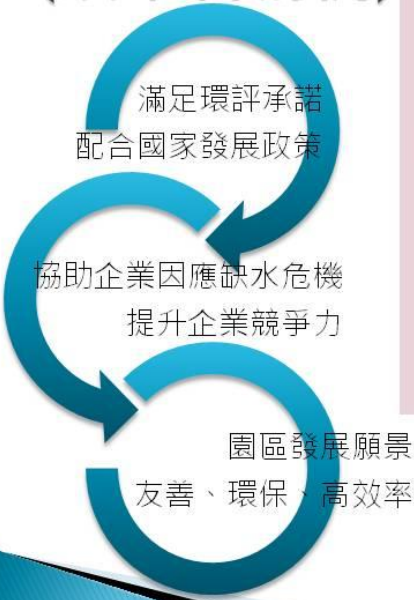 滿足環評承諾
配合國家發展政策
協助企業因應缺水危機
提升企業競爭力
園區發展願景
友善、環保、高效率